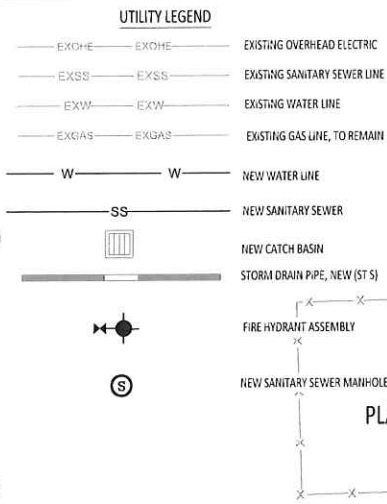 UTILITY LEGEND
EXOHE EXOHE EXISTING OVERHEAD ELECTRIC
EXSS EXSS EXISTING SANITARY SEWER LINE
EXW EXW EXISTING WATER LINE
EXGAS EXGAS EXISTING GAS LINE, TO REMAIN
W W NEW WATER LINE
SS NEW SANITARY SEWER
NEW CATCH BASIN
STORM DRAIN PIPE, NEW (ST S)
X X
FIRE HYDRANT ASSEMBLY
X
S NEW SANITARY SEWER MANHOLE
X
PLA
X
X X